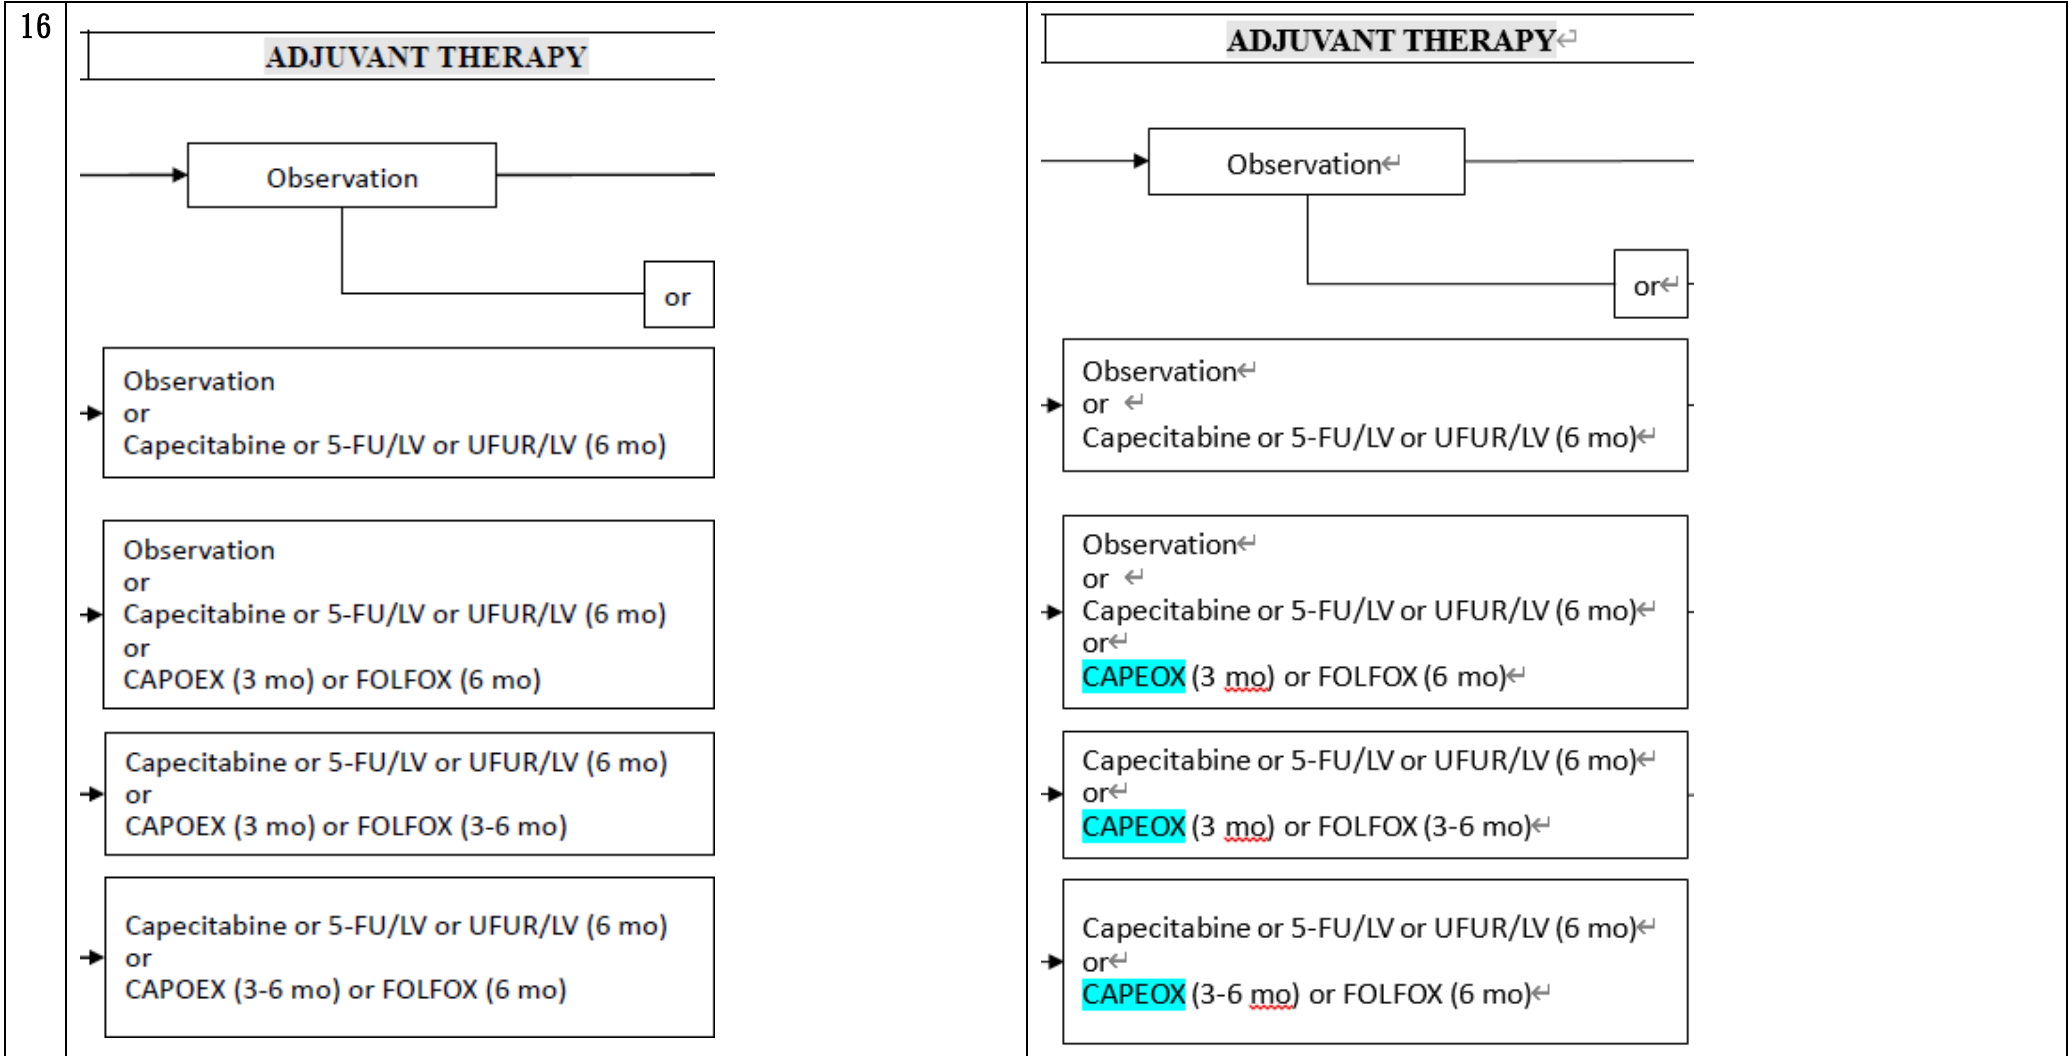 16
ADJUVANT THERAPY
Observation
or
Observation
or
Capecitabine or 5-FU/LV or UFUR/LV (6 mo)
Observation
or
Capecitabine or 5-FU/LV or UFUR/LV (6 mo)
or
CAPOEX (3 mo) or FOLFOX (6 mo)
Capecitabine or 5-FU/LV or UFUR/LV (6 mo)
or
CAPOEX (3 mo) or FOLFOX (3-6 mo)
Capecitabine or 5-FU/LV or UFUR/LV (6 mo)
or
CAPOEX (3-6 mo) or FOLFOX (6 mo)
ADJUVANT THERAPY↵
Observation↵
or↵
Observation↵
or ↵
Capecitabine or 5-FU/LV or UFUR/LV (6 mo)↵
Observation↵
or ↵
Capecitabine or 5-FU/LV or UFUR/LV (6 mo)↵
or↵
CAPEOX (3 mo) or FOLFOX (6 mo)↵
Capecitabine or 5-FU/LV or UFUR/LV (6 mo)↵
or↵
CAPEOX (3 mo) or FOLFOX (3-6 mo)↵
Capecitabine or 5-FU/LV or UFUR/LV (6 mo)↵
or↵
CAPEOX (3-6 mo) or FOLFOX (6 mo)↵